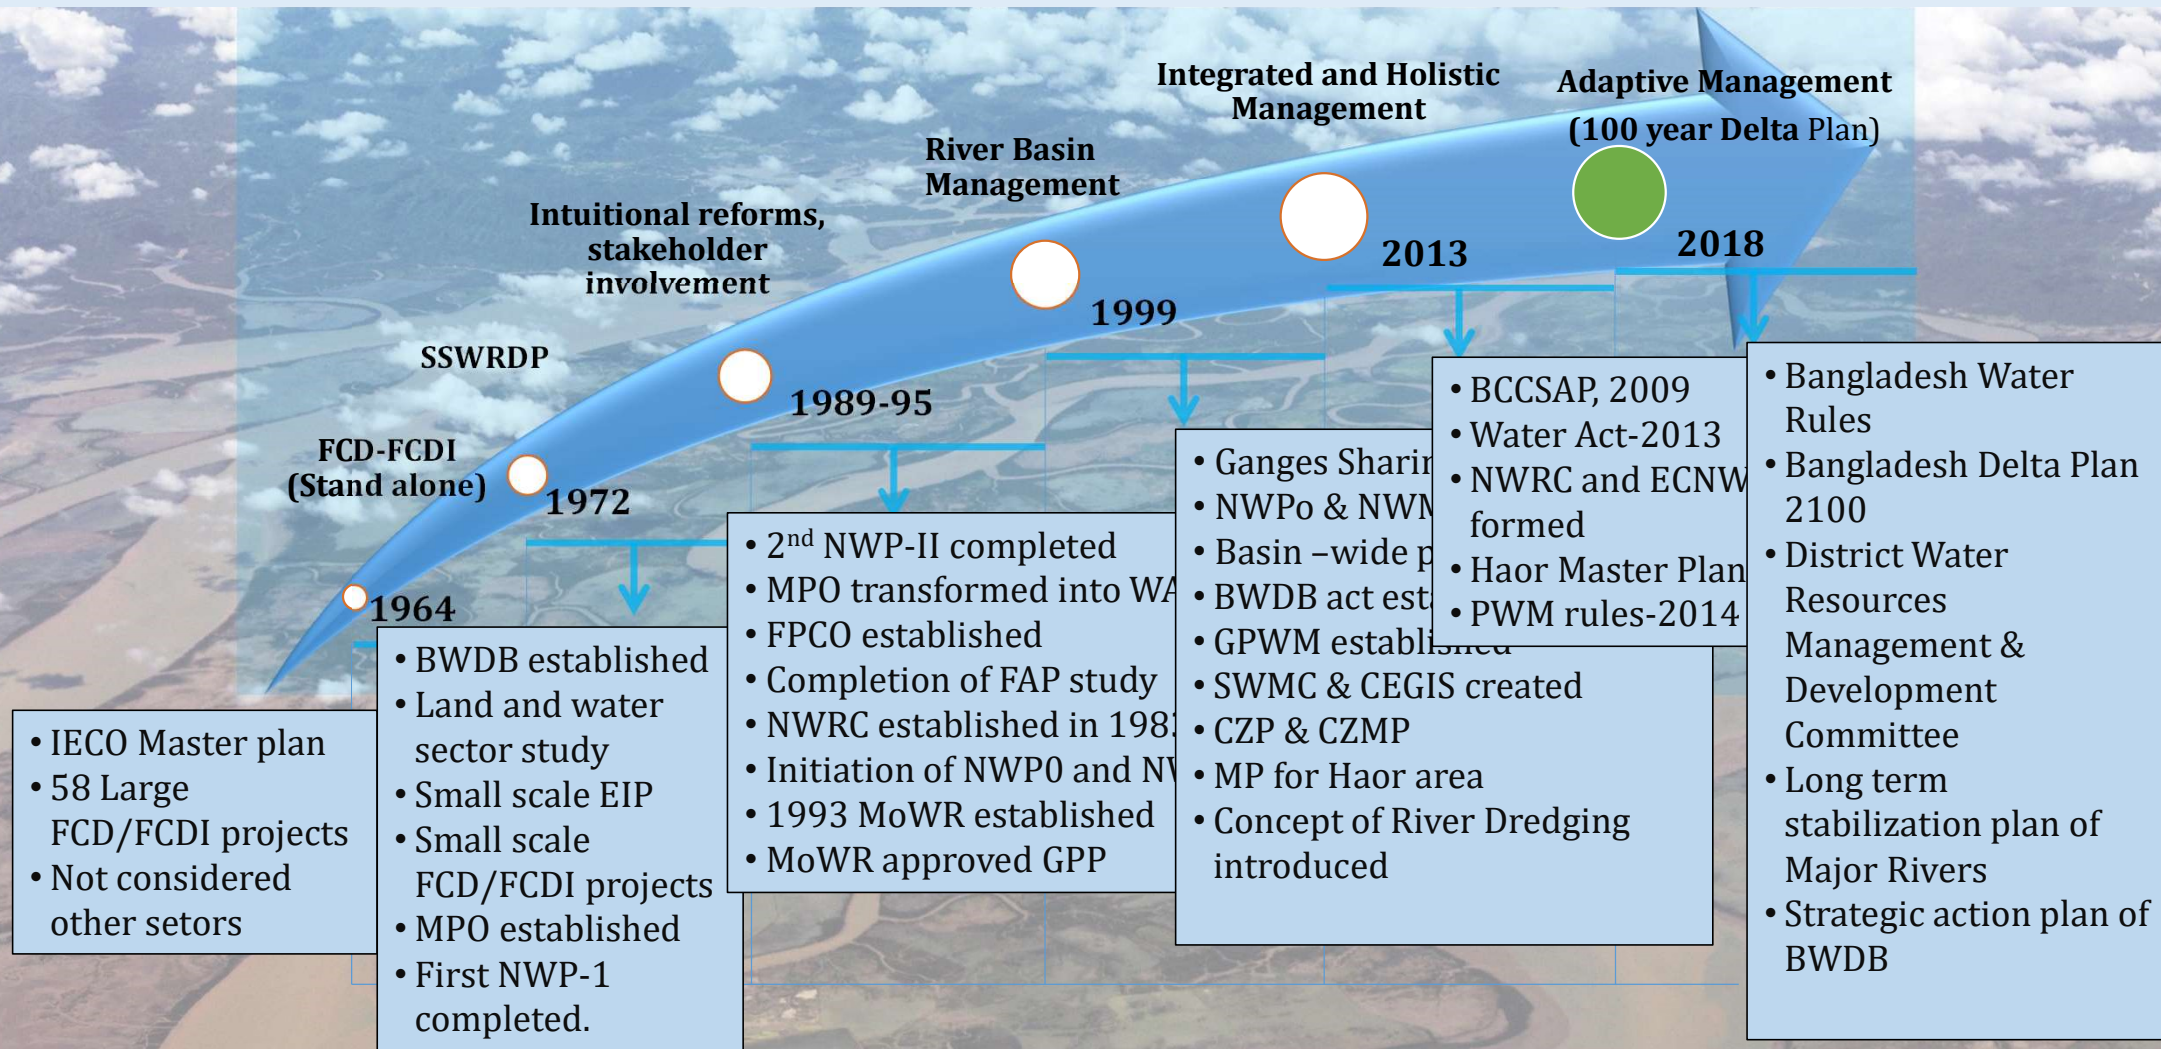 Integrated and Holistic
Management
Adaptive Management
(100 year Delta Plan)
River Basin
Management
Intuitional reforms,
stakeholder
involvement
SSWRDP
FCD-FCDI
(Stand alone)
2018
2013
1999
1989-95
1972
1964
• IECO Master plan
• 58 Large
FCD/FCDI projects
• Not considered
other setors
• BWDB established
• Land and water
sector study
• Small scale EIP
• Small scale
FCD/FCDI projects
• MPO established
• First NWP-1
completed.
• 2nd NWP-II completed
• MPO transformed into
• FPCO established
• Completion of FAP study
• NWRC established in
• Initiation of NWP0 and
• 1993 MoWR established
• MoWR approved GPP
• Ganges
• NWPo &
• Basin –wide
• BWDB act
• GPWM established
• SWMC & CEGIS created
• CZP & CZMP
• MP for Haor area
• Concept of River Dredging
introduced
• BCCSAP, 2009
• Water Act-2013
• NWRC and ECNW
formed
• Haor Master Plan
• PWM rules-2014
• Bangladesh Water
Rules
• Bangladesh Delta Plan
2100
• District Water
Resources
Management &
Development
Committee
• Long term
stabilization plan of
Major Rivers
• Strategic action plan of
BWDB